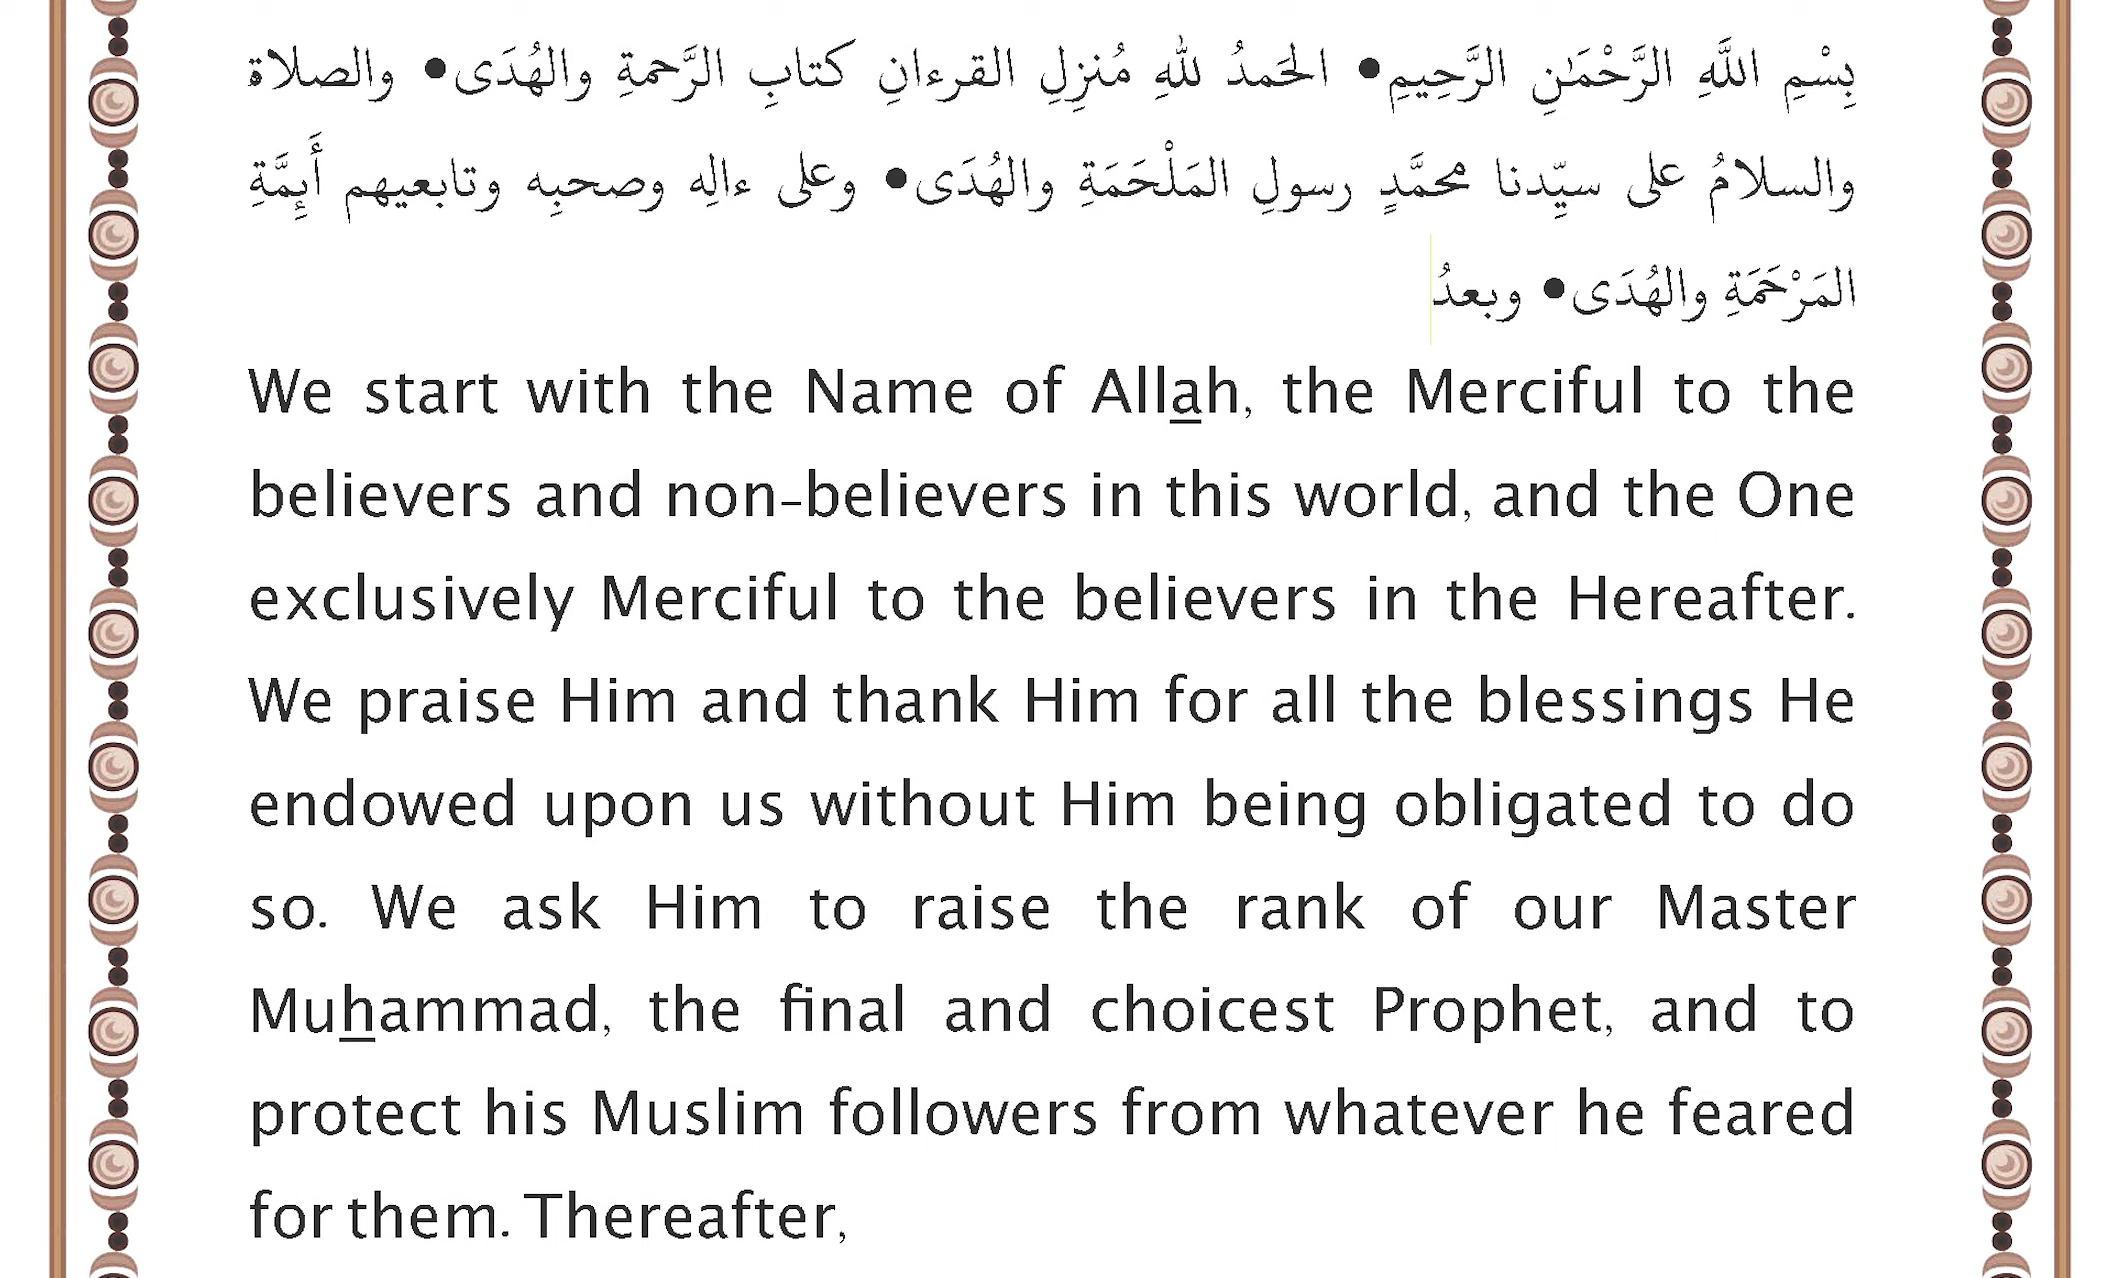 بِسْمِ اللَّهِ الرَّحْمَٰنِ الرَّحِيمِ• الحَمدُ للهِ مُنزِلِ القرءانِ كتابِ الرَّحمةِ والهُدَى• والصلاة
والسلامُ على سيِّدنا محمَّدٍ رسولِ المَلْحَمَةِ والهُدَى• وعلى ءالِه وصحبِه وتابعيهم أَئِمَّةِ
المَرْحَمَةِ والهُدَى• وبعدُ
We start with the Name of Allah, the Merciful to the
believers and non-believers in this world, and the One
exclusively Merciful to the believers in the Hereafter.
We praise Him and thank Him for all the blessings He
endowed upon us without Him being obligated to do
so. We ask Him to raise the rank of our Master
Muhammad, the final and choicest Prophet, and to
protect his Muslim followers from whatever he feared
for them. Thereafter,